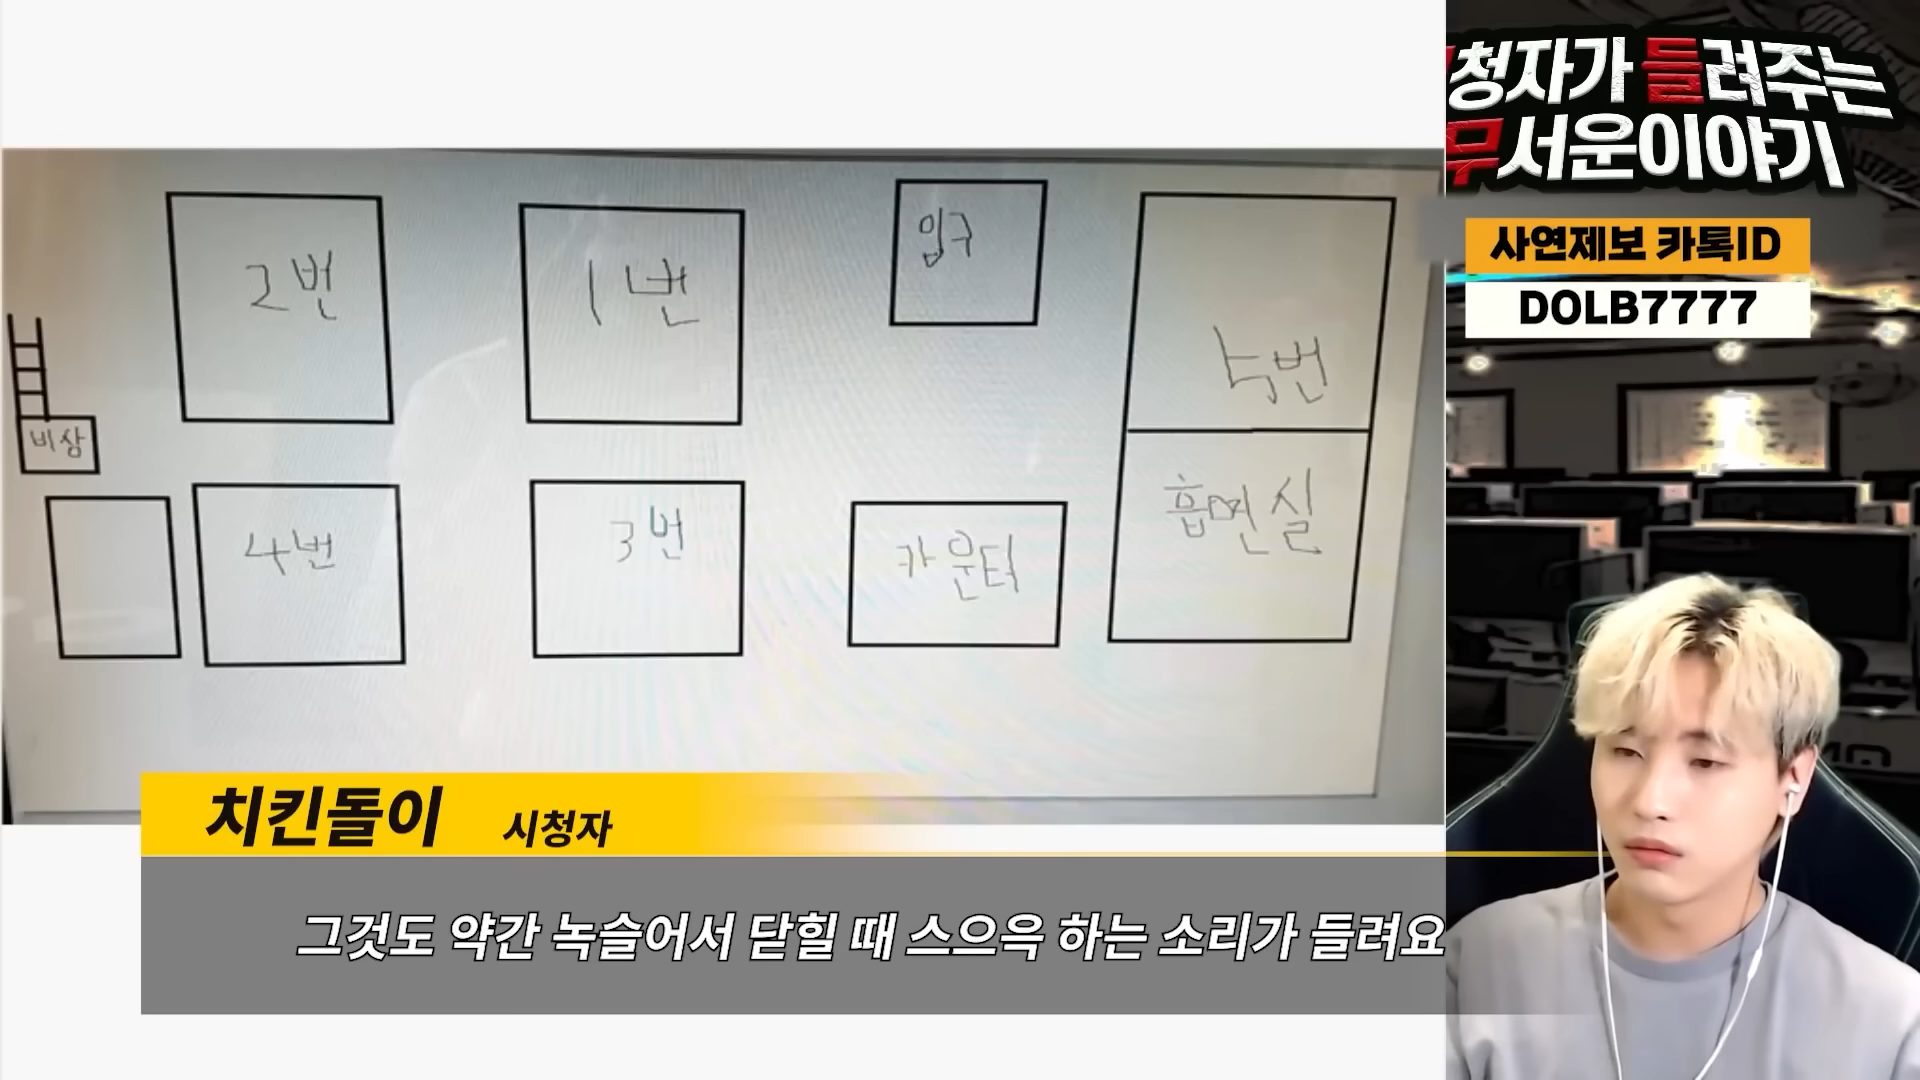 청자가 들려주는
무서운이야기
사연제보 카톡ID
DOLB7777
2번
1번
입구
비상
4번
3번
카운터
흡연실
치킨돌이 시청자
그것도 약간 녹슬어서 닫힐 때 스으윽 하는 소리가 들려요